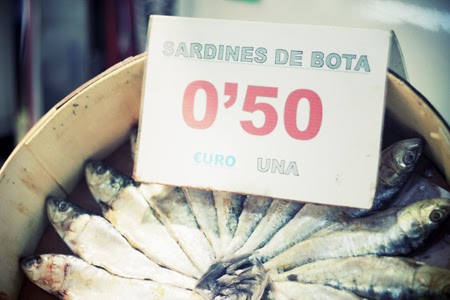 SARDINES DE BOTA
0'50
€URO UNA